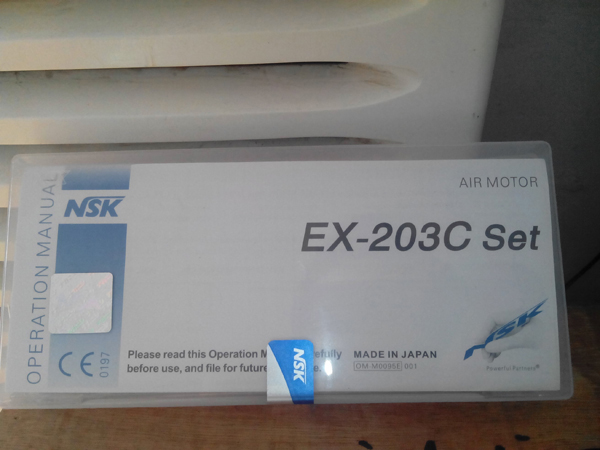 OPERATION MANUAL
NSK
AIR MOTOR
EX-203C Set
CE 0197
Please read this Operation M efully
before use, and file for future e.
MADE IN JAPAN
OM-M0095E 001
NSK
NSK
Powerful Partners®